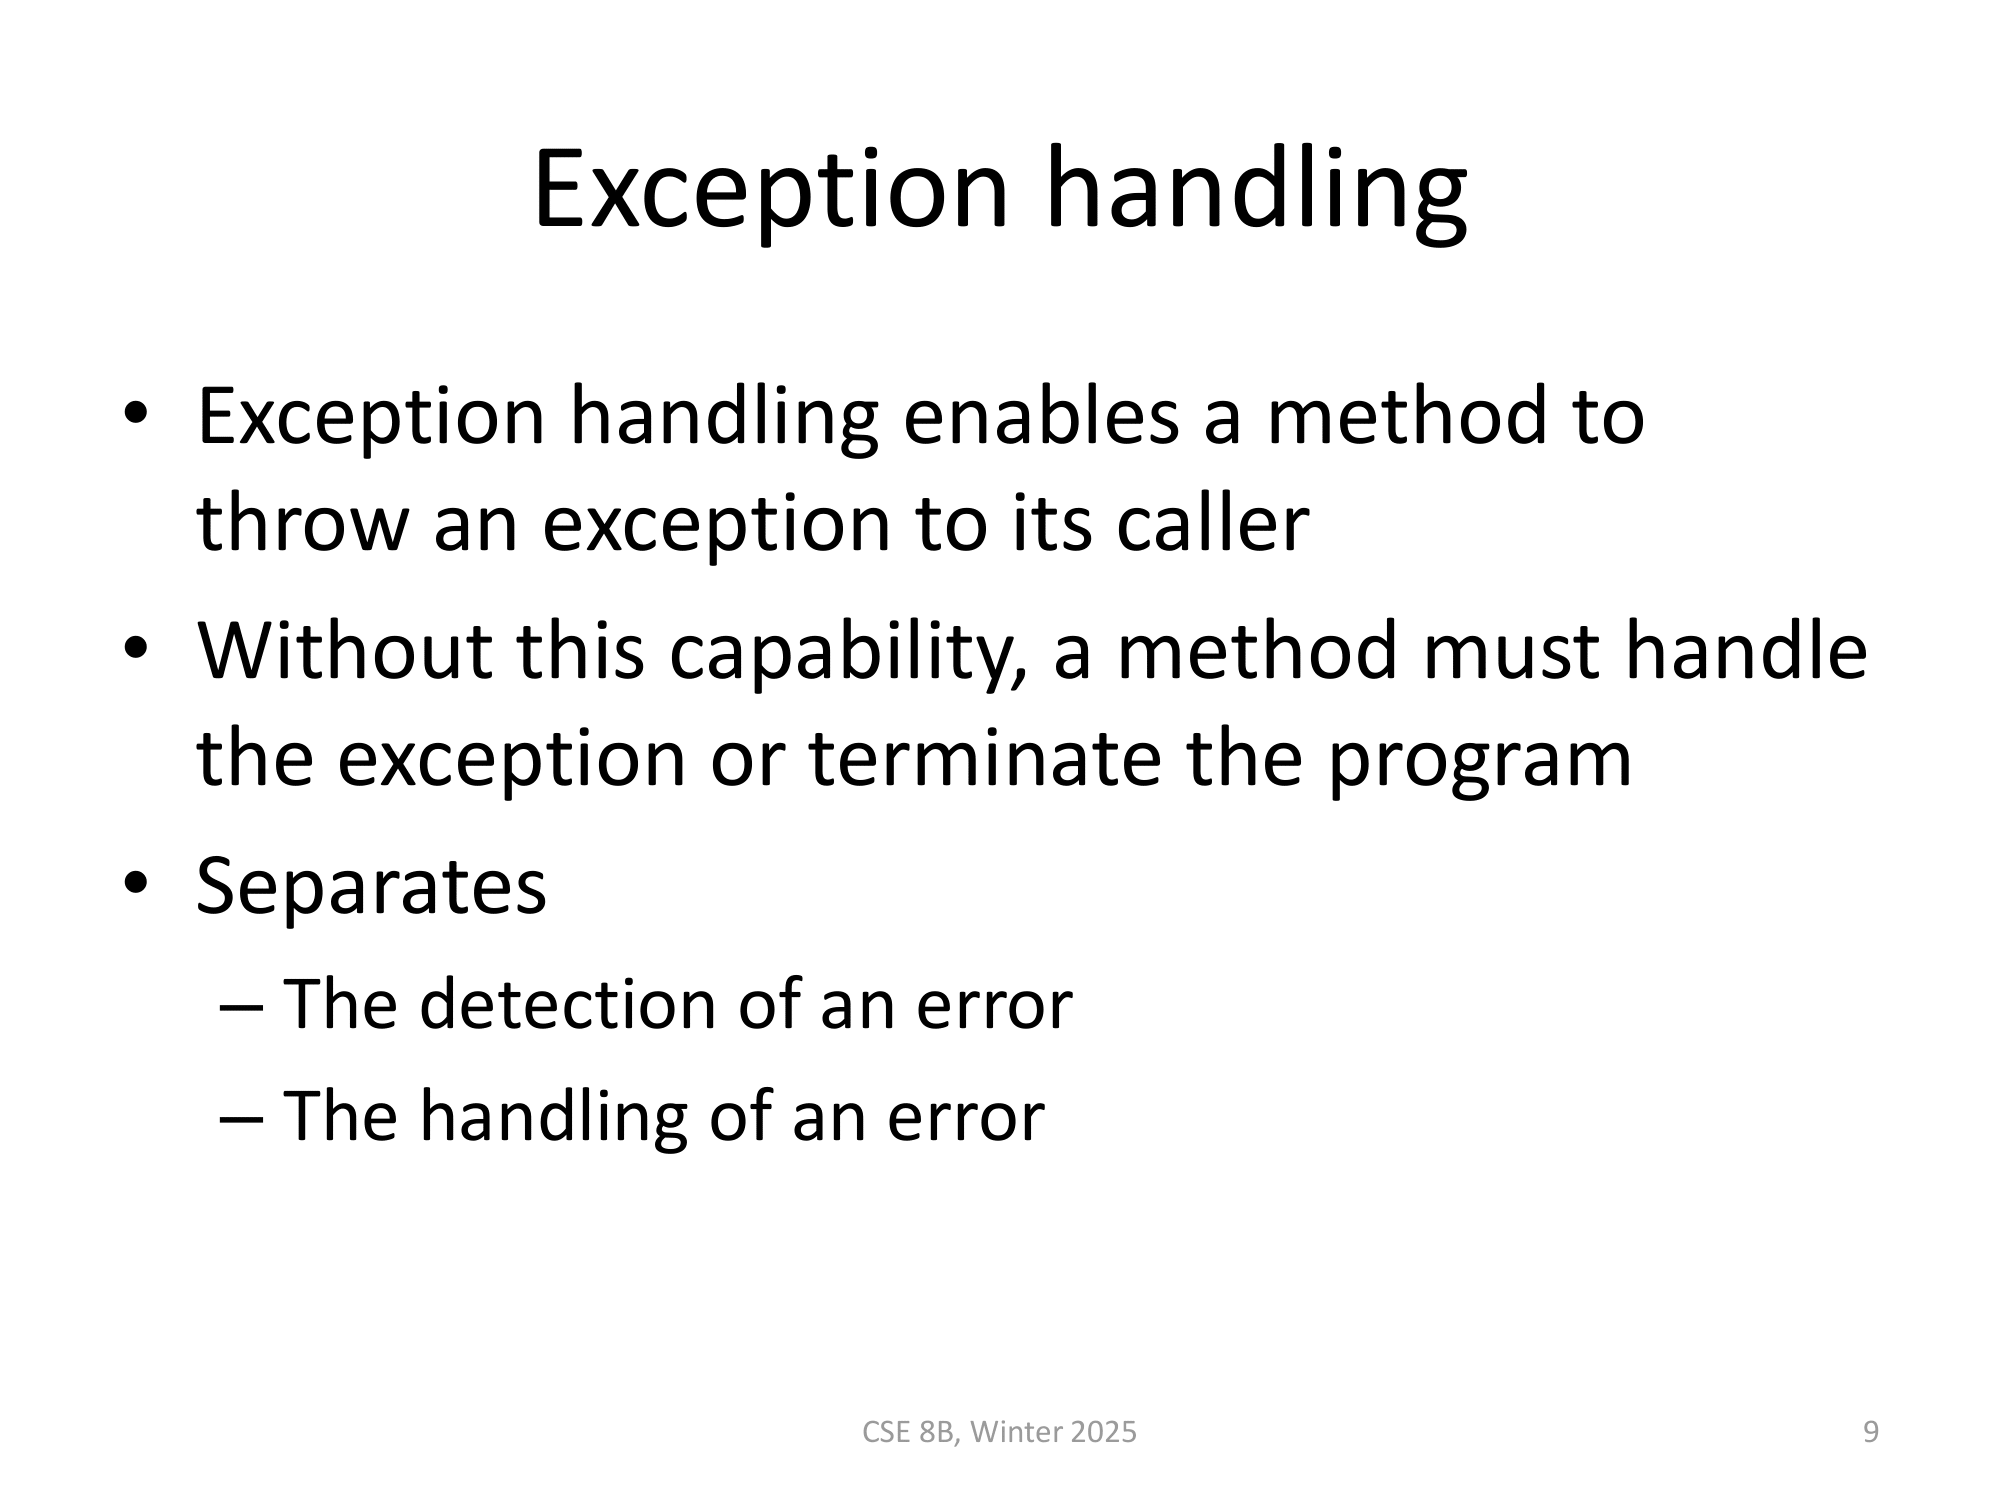 Exception handling
• Exception handling enables a method to
throw an exception to its caller
• Without this capability, a method must handle
the exception or terminate the program
• Separates
– The detection of an error
– The handling of an error
CSE 8B, Winter 2025
9